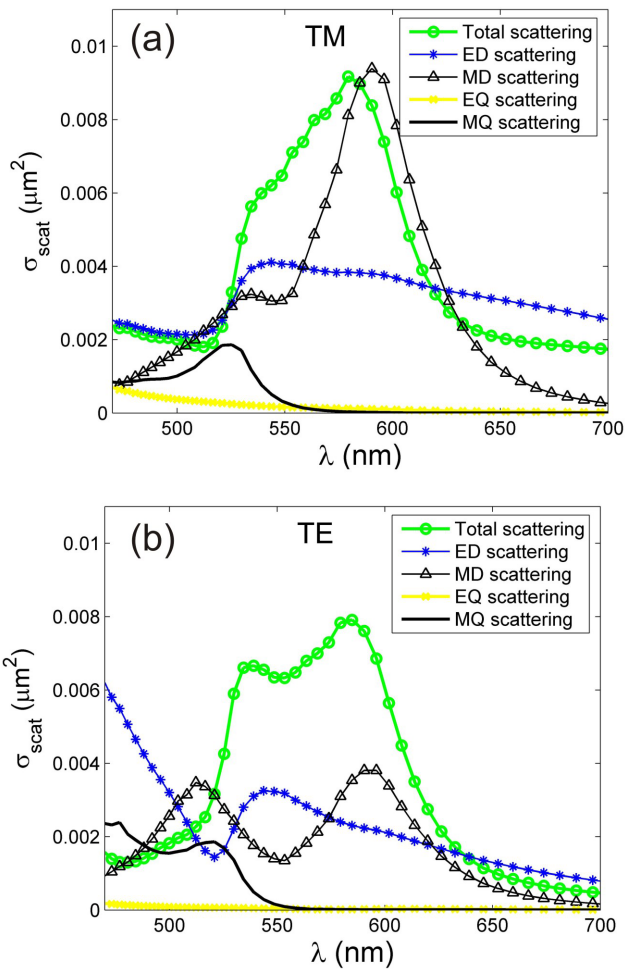 (a)
TM
Total scattering
ED scattering
MD scattering
EQ scattering
MQ scattering
0.01
0.008
0.006
0.004
0.002
0
σscat (μm²)
500 550 600 650 700
λ (nm)
(b)
TE
Total scattering
ED scattering
MD scattering
EQ scattering
MQ scattering
0.01
0.008
0.006
0.004
0.002
0
σscat (μm²)
500 550 600 650 700
λ (nm)